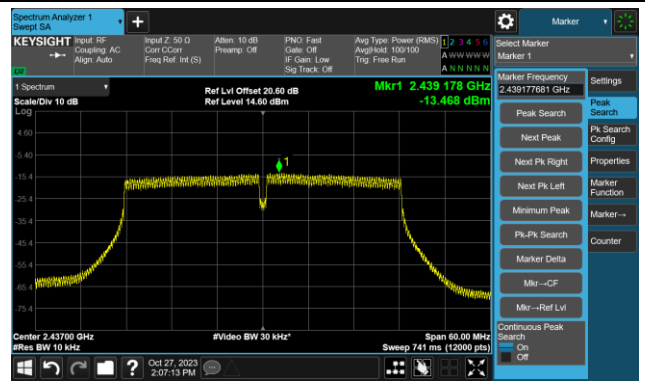 Spectrum Analyzer 1
Swept SA
+
Marker
KEYSIGHT
Input: RF
Coupling: AC
Align: Auto
Input Z: 50 Ω
Corr CCorr
Freq Ref: Int (S)
Atten: 10 dB
Preamp: Off
PNO: Fast
Gate: Off
IF Gain: Low
Sig Track: Off
Avg Type: Power (RMS)
Avg|Hold: 100/100
Trig: Free Run
1 2 3 4 5 6
A W W W W W
A N N N N N
Select Marker
Marker 1
1 Spectrum
Scale/Div 10 dB
Log
Ref Lvl Offset 20.60 dB
Ref Level 14.60 dBm
Mkr1 2.439 178 GHz
-13.468 dBm
4.60
-5.40
-15.4
-25.4
-35.4
-45.4
-55.4
-65.4
-75.4
1
Center 2.43700 GHz
#Res BW 10 kHz
#Video BW 30 kHz*
Span 60.00 MHz
Sweep 741 ms (12000 pts)
Marker Frequency
2.439177681 GHz
Peak Search
Next Peak
Next Pk Right
Next Pk Left
Minimum Peak
Pk-Pk Search
Marker Delta
Mkr→CF
Mkr→Ref Lvl
Continuous Peak
Search
On
Off
Settings
Peak
Search
Pk Search
Config
Properties
Marker
Function
Marker→
Counter
?
Oct 27, 2023
2:07:13 PM